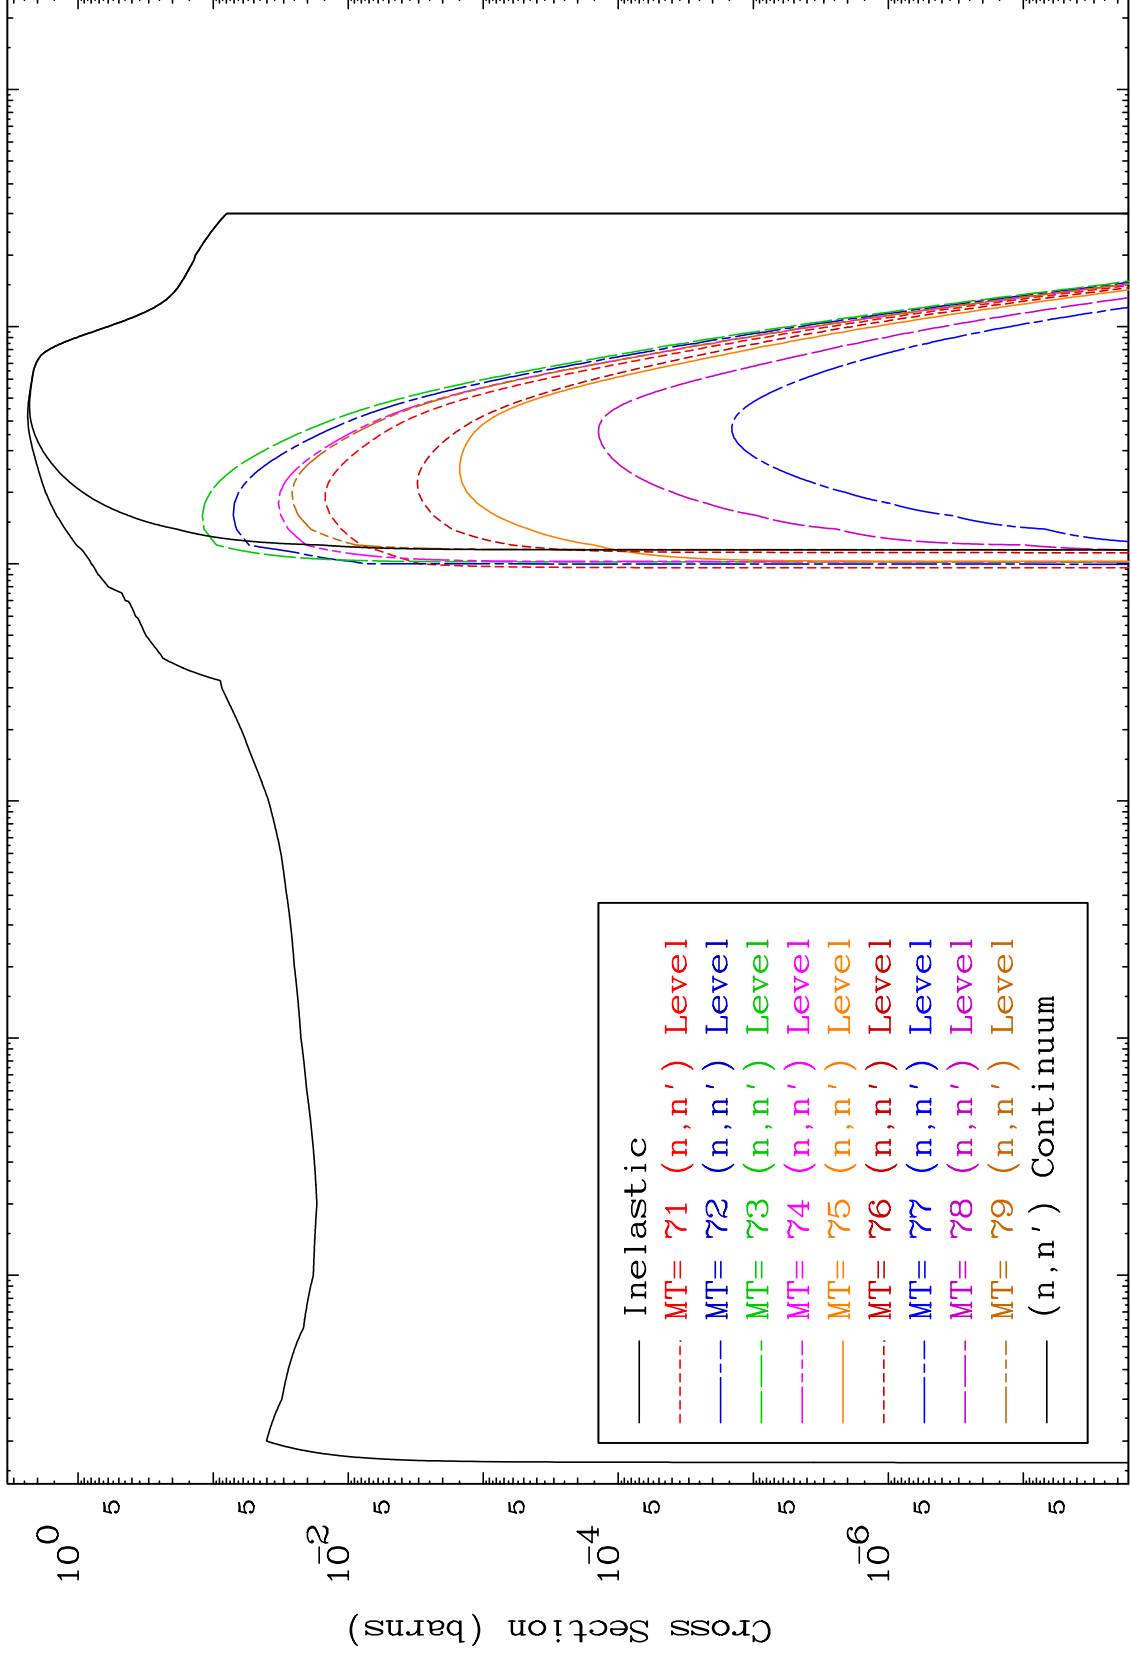 Cross Section (barns)
10^0
5
5
10^-2
5
5
10^-4
5
5
10^-6
5
5
Inelastic
MT= 71 (n,n') Level
MT= 72 (n,n') Level
MT= 73 (n,n') Level
MT= 74 (n,n') Level
MT= 75 (n,n') Level
MT= 76 (n,n') Level
MT= 77 (n,n') Level
MT= 78 (n,n') Level
MT= 79 (n,n') Level
(n,n') Continuum